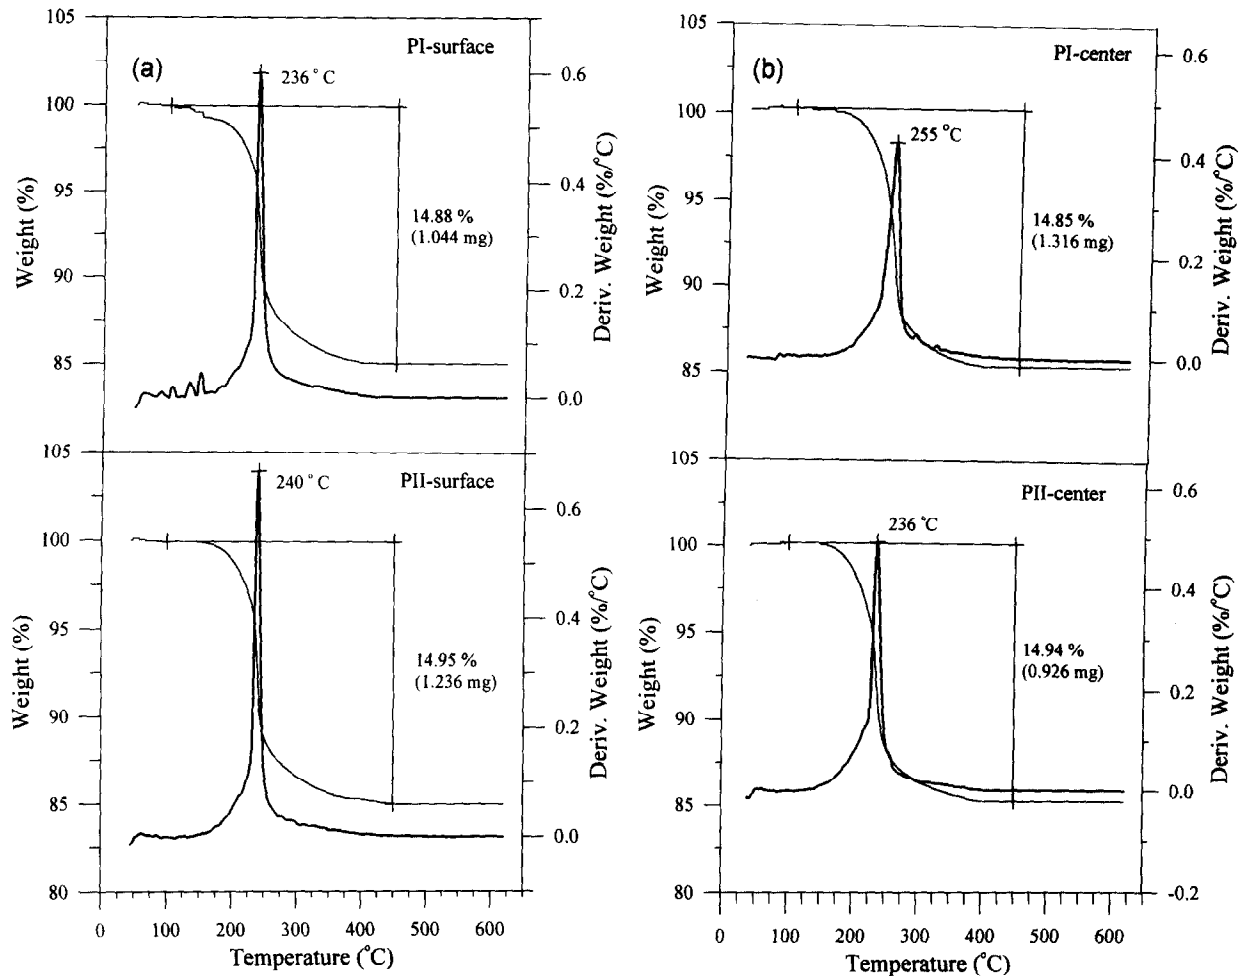 105
100
95
90
85
105
100
95
90
85
80
Weight (%)
Weight (%)
(a)
PI-surface
236 °C
14.88 %
(1.044 mg)
PII-surface
240 °C
14.95 %
(1.236 mg)
0.6
0.4
0.2
0.0
0.6
0.4
0.2
0.0
Deriv. Weight (%/°C)
Deriv. Weight (%/°C)
0 100 200 300 400 500 600
Temperature (°C)
105
100
95
90
85
105
100
95
90
85
80
Weight (%)
Weight (%)
(b)
PI-center
255 °C
14.85 %
(1.316 mg)
PII-center
236 °C
14.94 %
(0.926 mg)
0.6
0.4
0.2
0.0
0.6
0.4
0.2
0.0
-0.2
Deriv. Weight (%/°C)
Deriv. Weight (%/°C)
0 100 200 300 400 500 600
Temperature (°C)